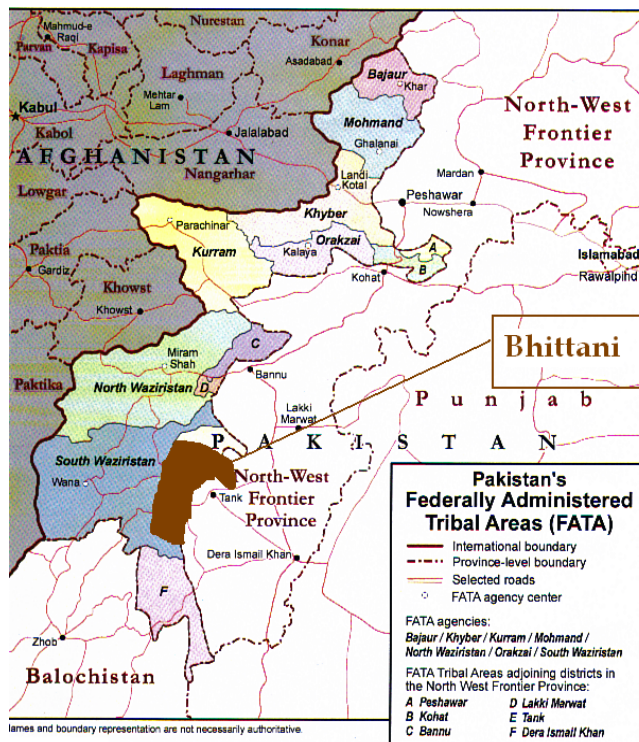 Mahmud-e
Raqi
Parvan
Kapisa
Nurestan
Konar
Asadabad
Laghman
Mehtar
Lam
Kabul
Kabol
Jalalabad
AFGHANISTAN
Nangarhar
Lowgar
Paktia
Gardiz
Khowst
Khowst
Paktika
Bajaur
Khar
Mohmand
Ghalanai
North-West
Frontier
Province
Landi
Kotal
Mardan
Peshawar
Nowshera
Khyber
Parachinar
Orakzai
Kalaya
Kurram
A
B
Kohat
Islamabad
Rawalpind
Miram
Shah
North Waziristan
C
D
Bannu
Bhittani
Punjab
Lakki
Marwat
PAKISTAN
South Waziristan
Wana
North-West
Frontier
Province
Tank
Dera Ismail Khan
F
Zhob
Balochistan
Pakistan's
Federally Administered
Tribal Areas (FATA)
International boundary
Province-level boundary
Selected roads
FATA agency center
FATA agencies:
Bajaur / Khyber / Kurram / Mohmand /
North Waziristan / Orakzai / South Waziristan
FATA Tribal Areas adjoining districts in
the North West Frontier Province:
A Peshawar D Lakki Marwat
B Kohat E Tank
C Bannu F Dera Ismail Khan
lames and boundary representation are not necessarily authoritative.